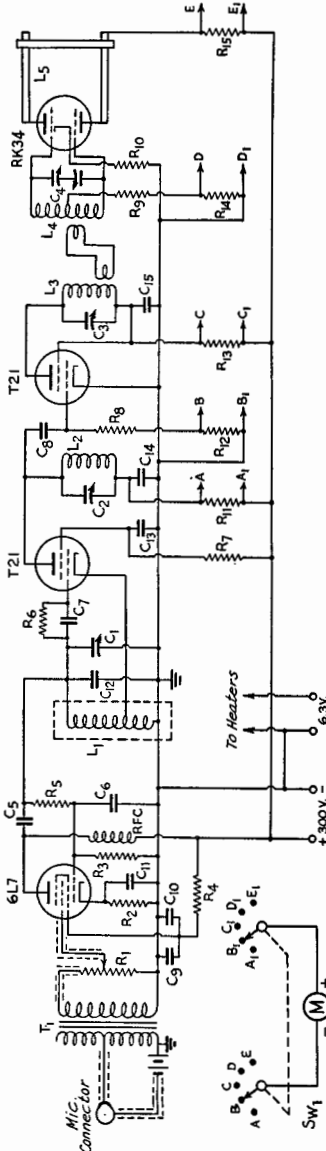 Mic.
Connector
T₁
R₁
6L7
R₂
R₃
C₁₁
C₉
C₁₀
R₄
RFC
C₆
R₅
C₅
L₁
C₁₂
C₁
R₆
C₇
T21
C₁₃
R₇
C₂
L₂
C₁₄
C₈
R₈
R₁₁
A
A₁
R₁₂
B
B₁
T21
C₃
L₃
C₁₅
R₁₃
C
C₁
L₄
C₄
RK34
L₅
R₉
R₁₀
R₁₄
D
D₁
R₁₅
E
E₁
+300V.-
6.3V.
To Heaters
Sw₁
A
B
C
D
E
A₁
B₁
C₁
D₁
E₁
- M +